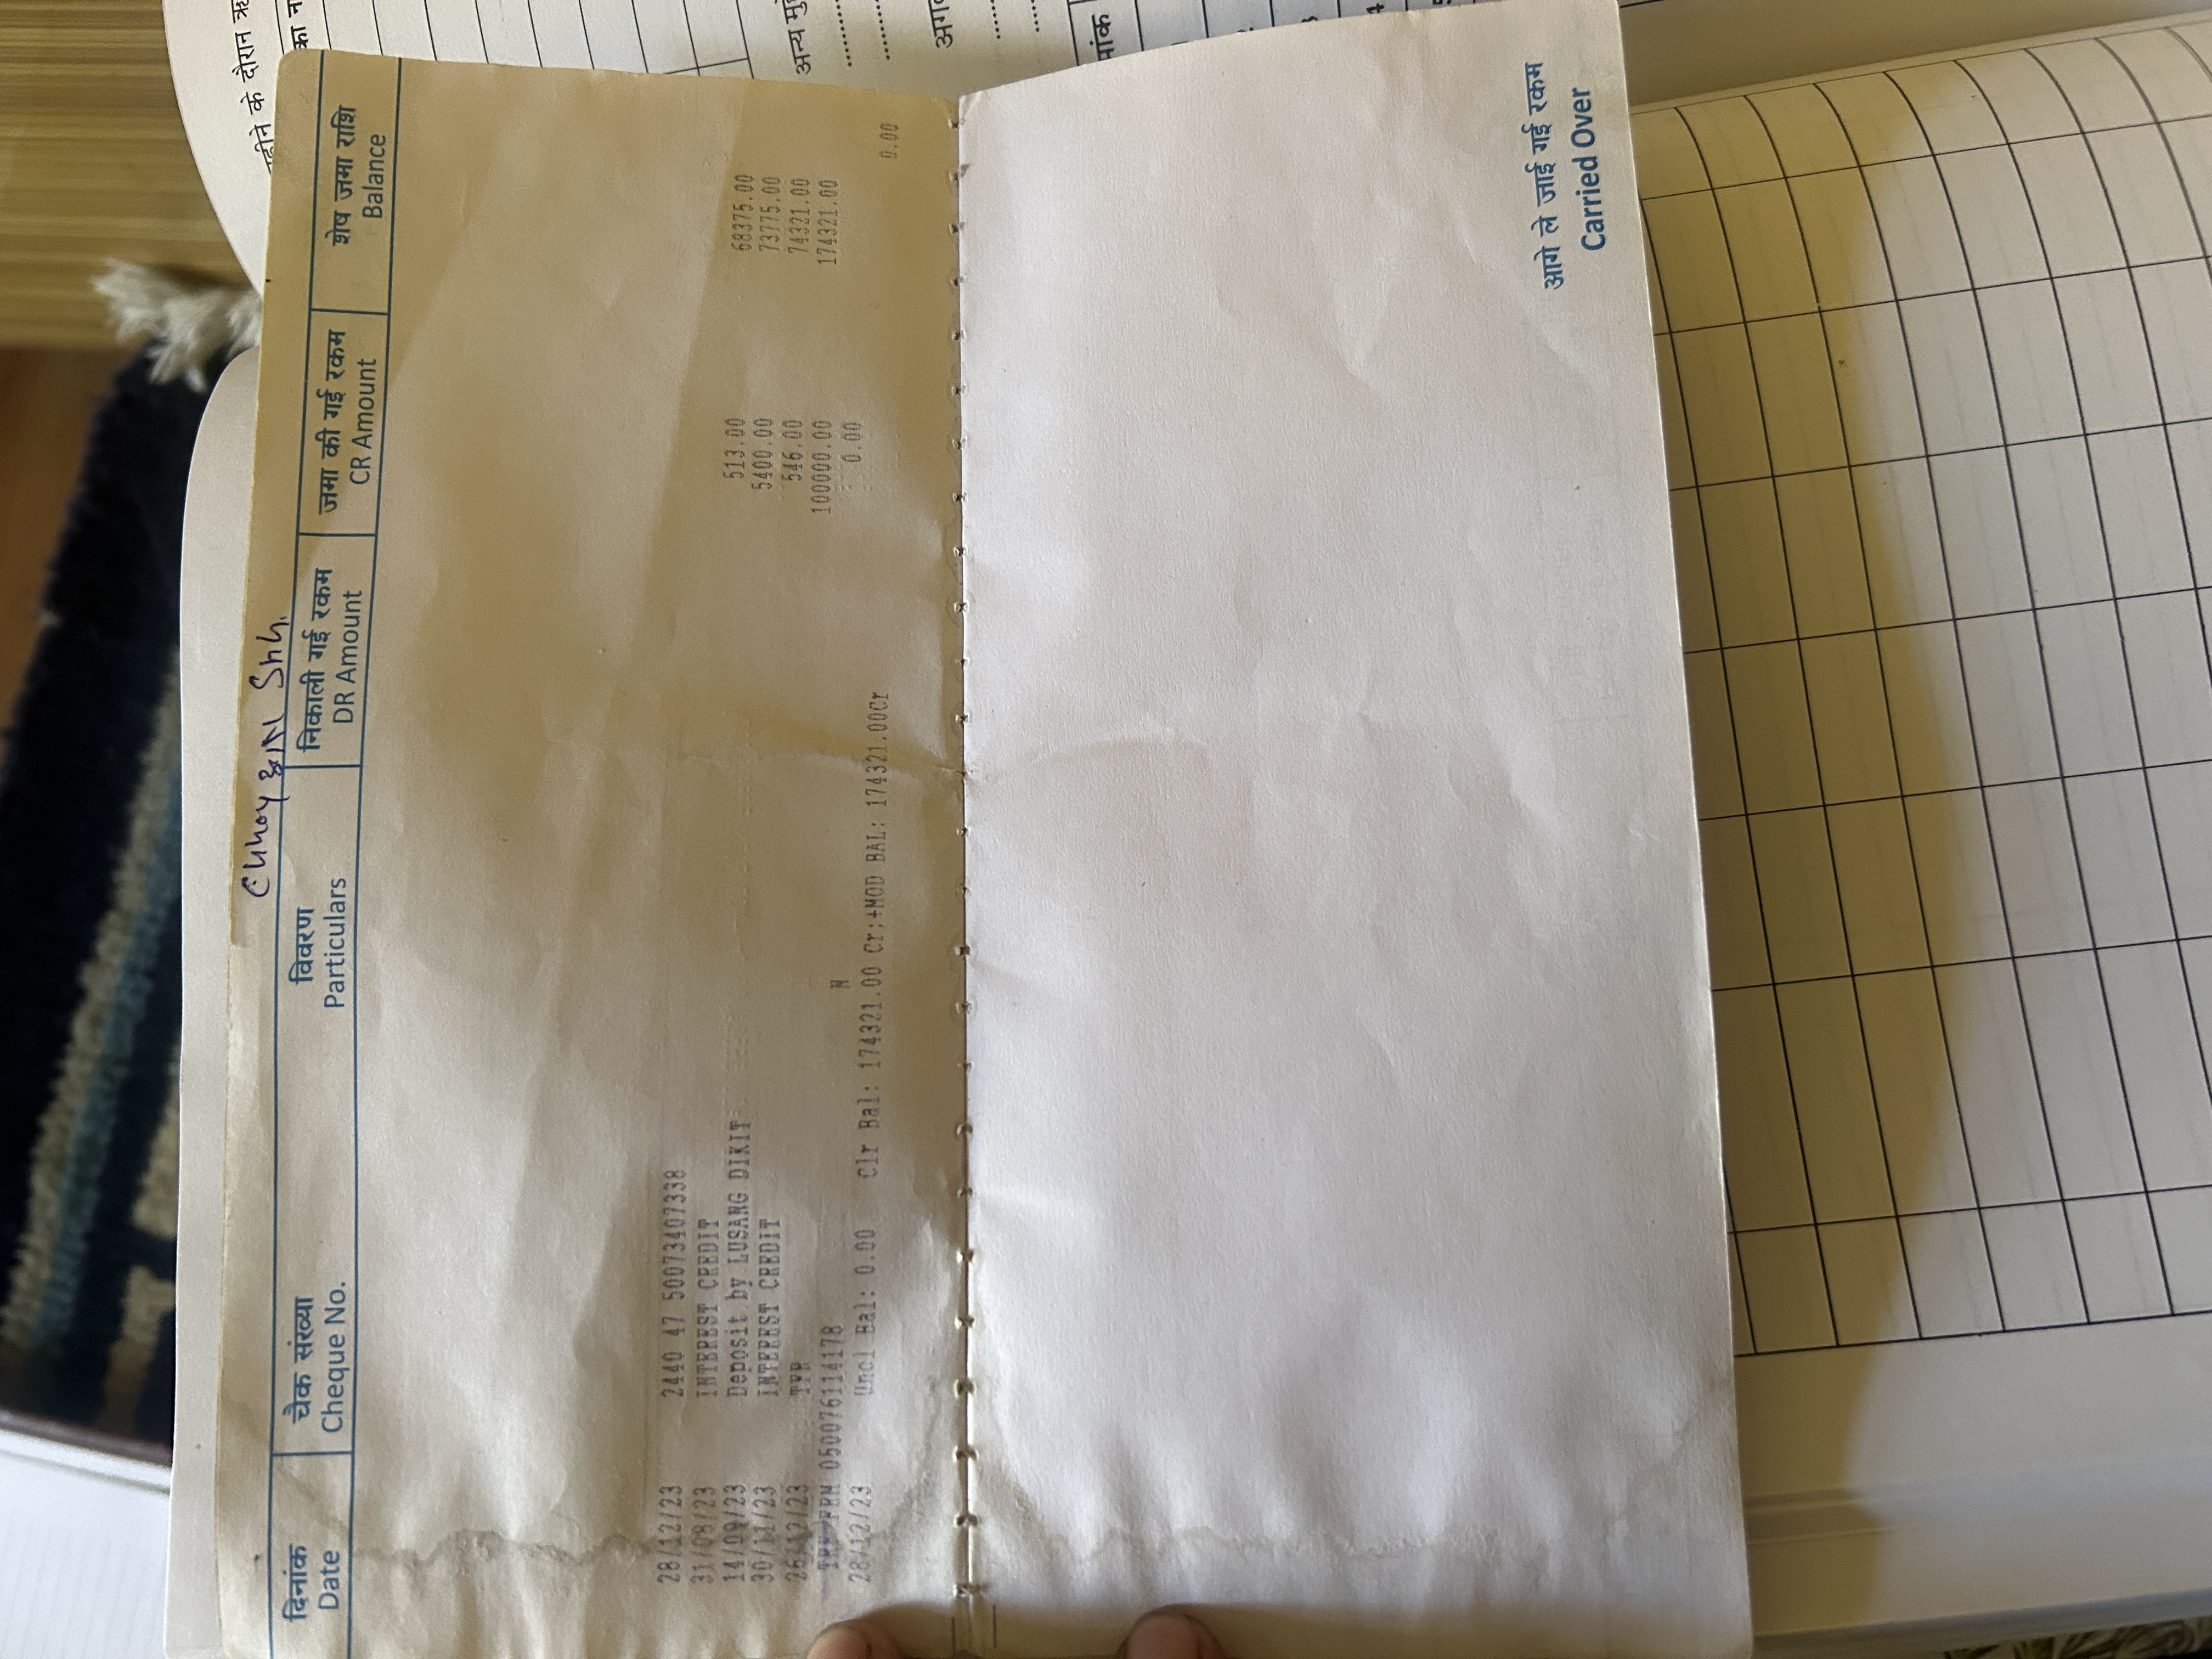 Chhoy
दिनांक चैक संख्या विवरण निकाली गई रकम जमा की गई रकम शेष जमा राशि
Date Cheque No. Particulars DR Amount CR Amount Balance
28/12/23 2440 47 50073407338
31/08/23 INTEREST CREDIT 513.00 68375.00
14/09/23 Deposit by LUSANG DIKIT 5400.00 73775.00
30/11/23 INTEREST CREDIT 546.00 74321.00
26/12/23 TFR 100000.00 174321.00
TRF FRM 050076114178 N 0.00
28/12/23 Uncl Bal: 0.00 Clr Bal: 174321.00 Cr;+MOD BAL: 174321.00Cr 0.00
आगे ले जाई गई रकम
Carried Over
के दौरान
अन्य